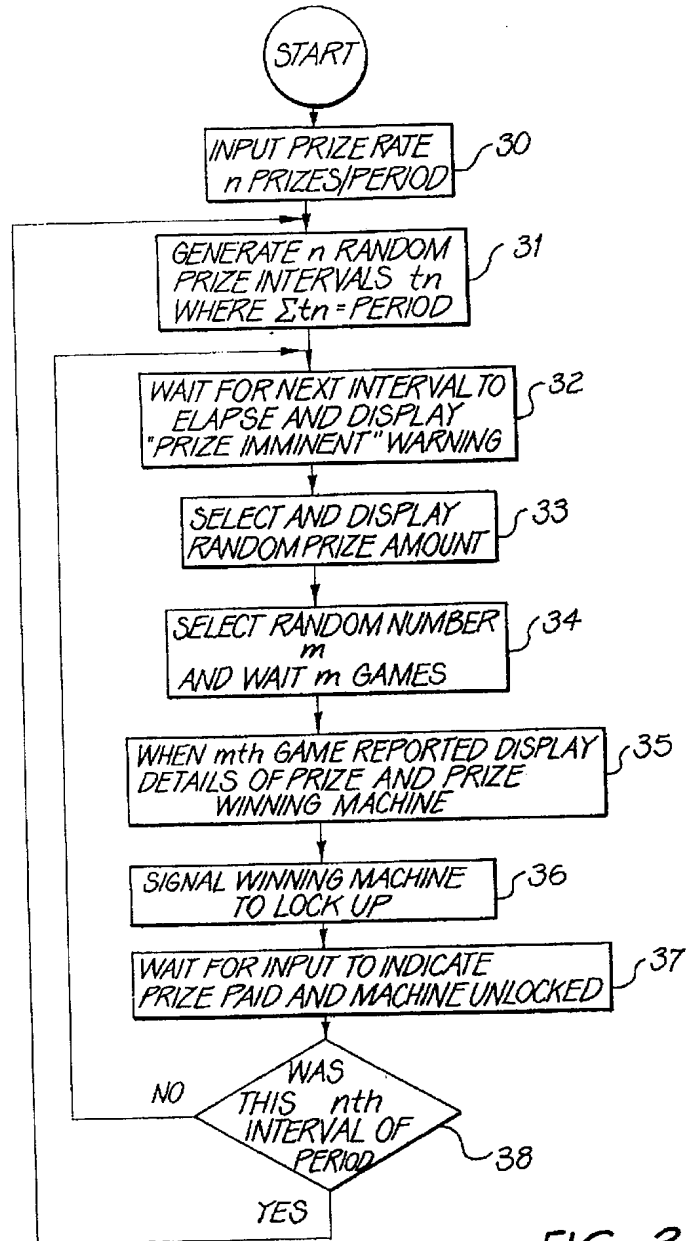 START
INPUT PRIZE RATE
n PRIZES/PERIOD
30
GENERATE n RANDOM
PRIZE INTERVALS tn
WHERE Σtn = PERIOD
31
WAIT FOR NEXT INTERVAL TO
ELAPSE AND DISPLAY
"PRIZE IMMINENT" WARNING
32
SELECT AND DISPLAY
RANDOM PRIZE AMOUNT
33
SELECT RANDOM NUMBER
m
AND WAIT m GAMES
34
WHEN mth GAME REPORTED DISPLAY
DETAILS OF PRIZE AND PRIZE
WINNING MACHINE
35
SIGNAL WINNING MACHINE
TO LOCK UP
36
WAIT FOR INPUT TO INDICATE
PRIZE PAID AND MACHINE UNLOCKED
37
NO
WAS
THIS nth
INTERVAL OF
PERIOD
38
YES